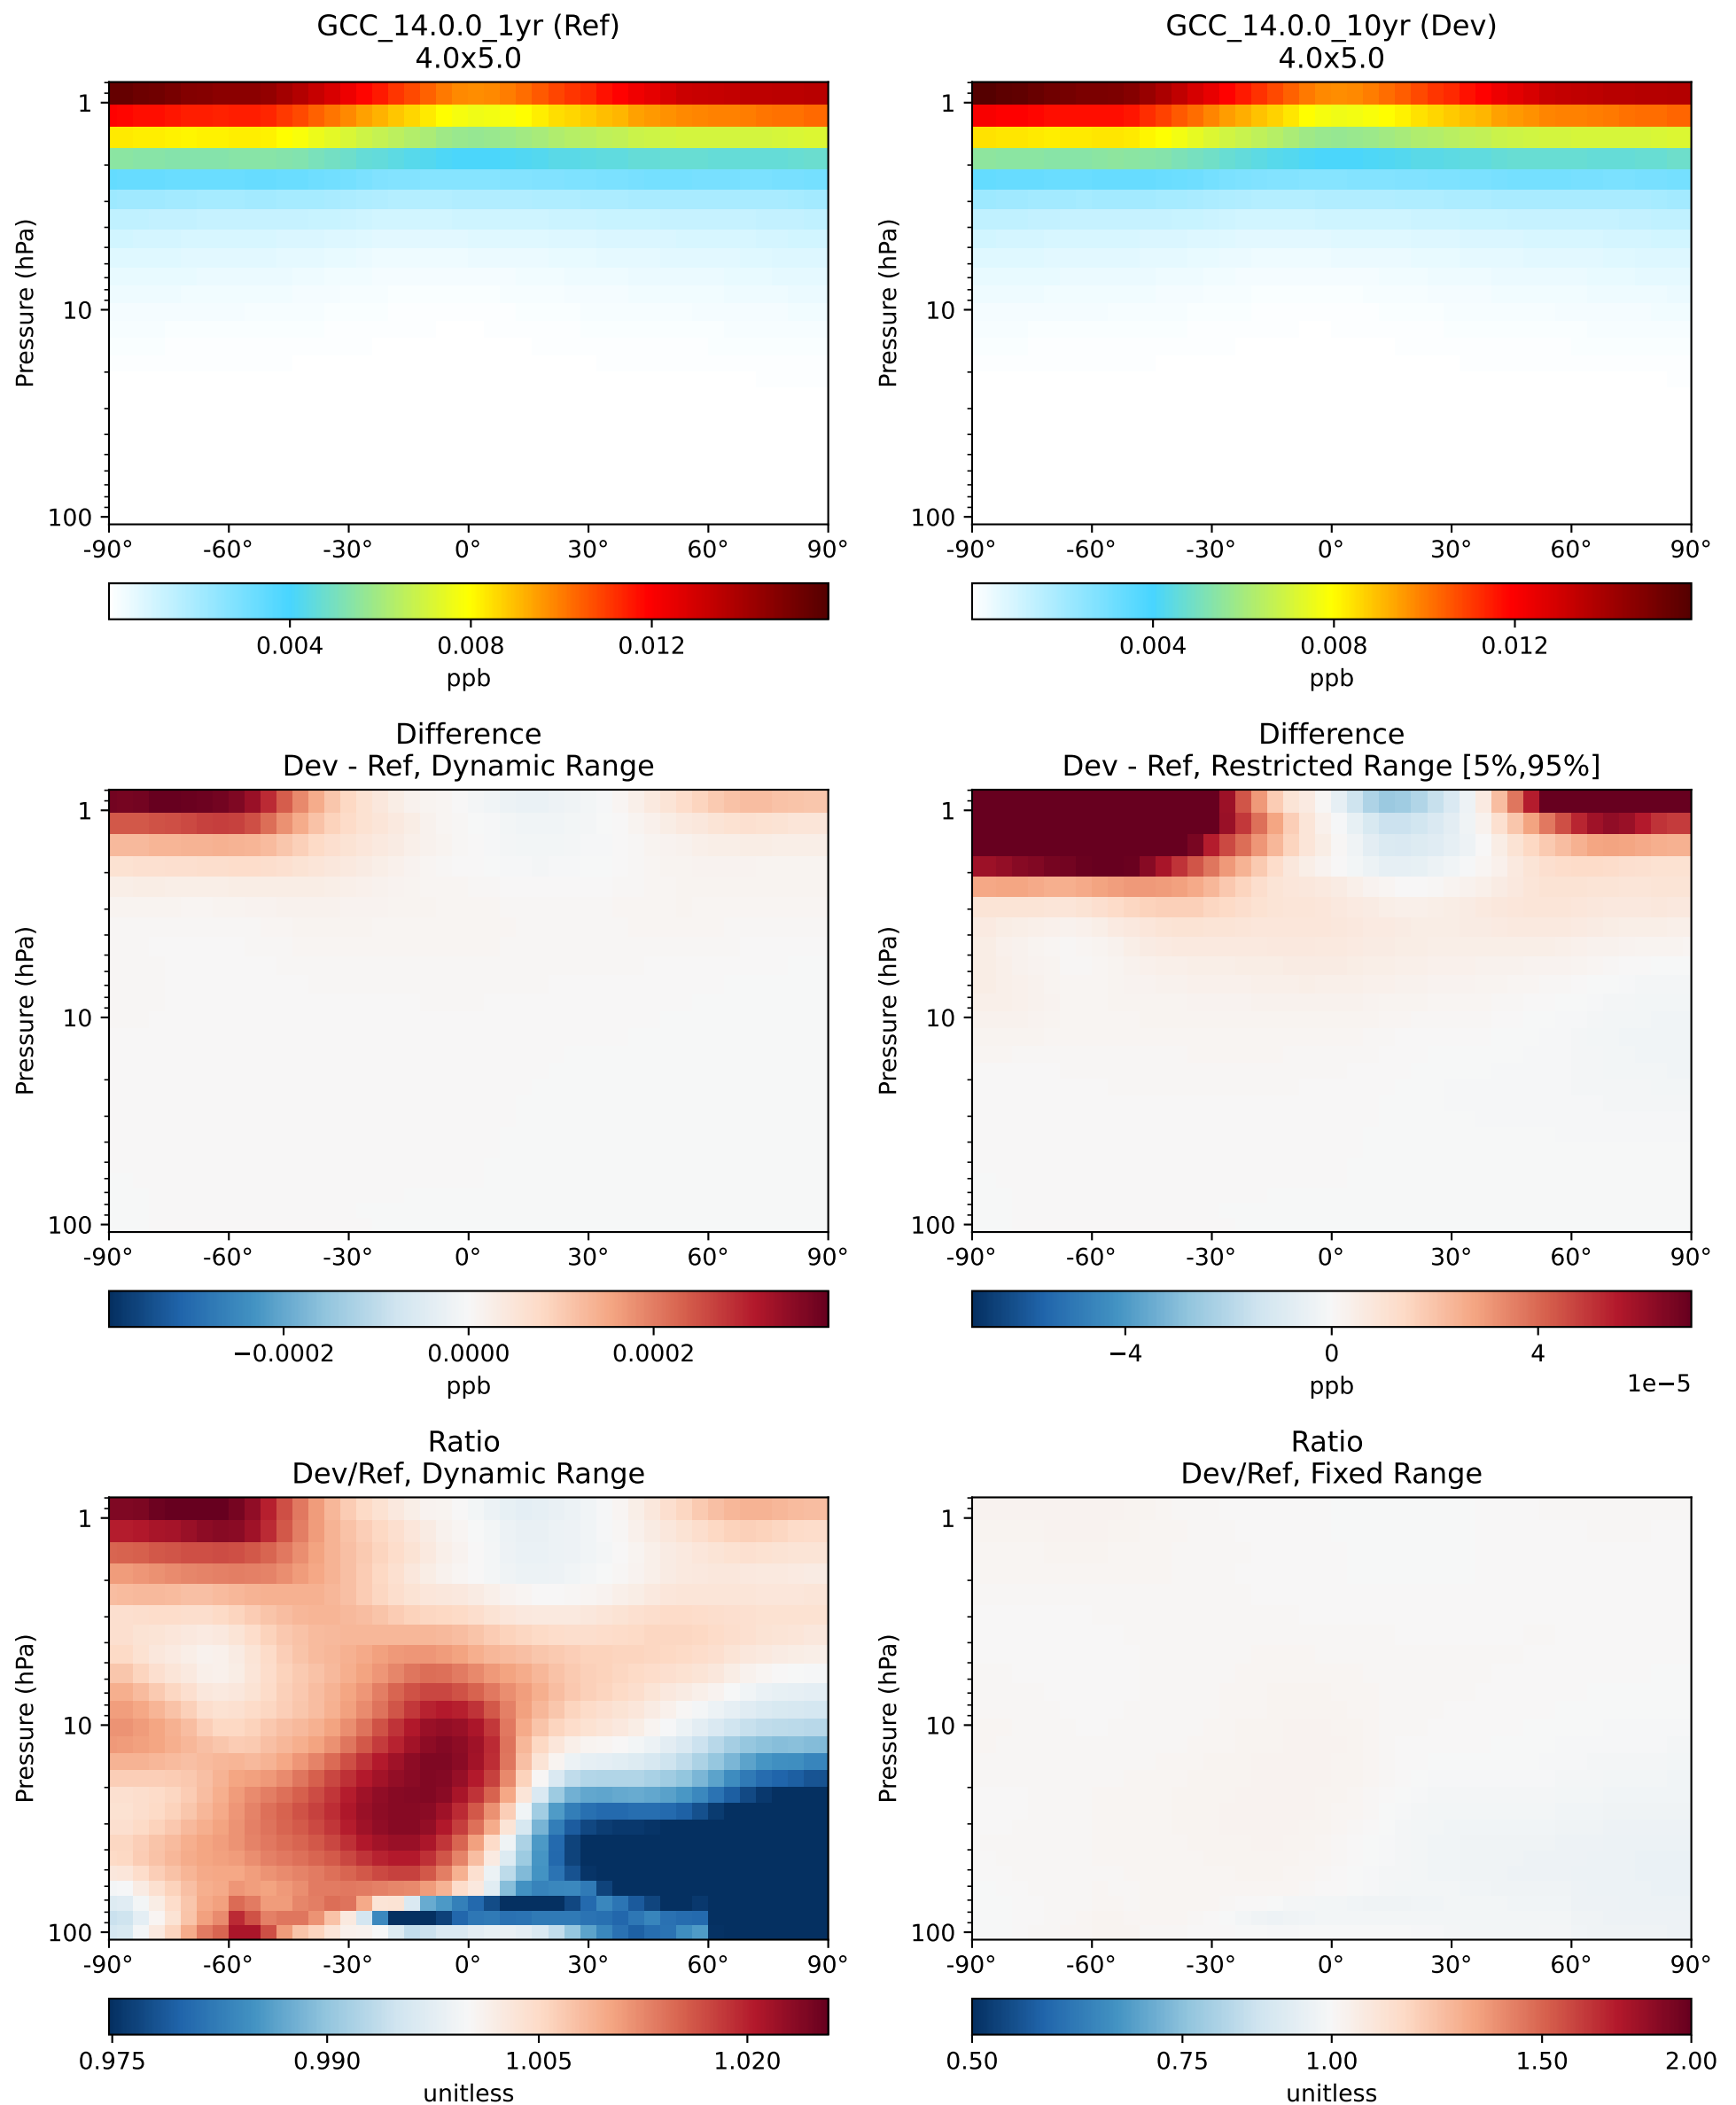 GCC_14.0.0_1yr (Ref)
4.0x5.0
Pressure (hPa)
1
10
100
-90° -60° -30° 0° 30° 60° 90°
0.004 0.008 0.012
ppb
GCC_14.0.0_10yr (Dev)
4.0x5.0
Pressure (hPa)
1
10
100
-90° -60° -30° 0° 30° 60° 90°
0.004 0.008 0.012
ppb
Difference
Dev - Ref, Dynamic Range
Pressure (hPa)
1
10
100
-90° -60° -30° 0° 30° 60° 90°
−0.0002 0.0000 0.0002
ppb
Difference
Dev - Ref, Restricted Range [5%,95%]
Pressure (hPa)
1
10
100
-90° -60° -30° 0° 30° 60° 90°
−4 0 4
ppb
1e−5
Ratio
Dev/Ref, Dynamic Range
Pressure (hPa)
1
10
100
-90° -60° -30° 0° 30° 60° 90°
0.975 0.990 1.005 1.020
unitless
Ratio
Dev/Ref, Fixed Range
Pressure (hPa)
1
10
100
-90° -60° -30° 0° 30° 60° 90°
0.50 0.75 1.00 1.50 2.00
unitless